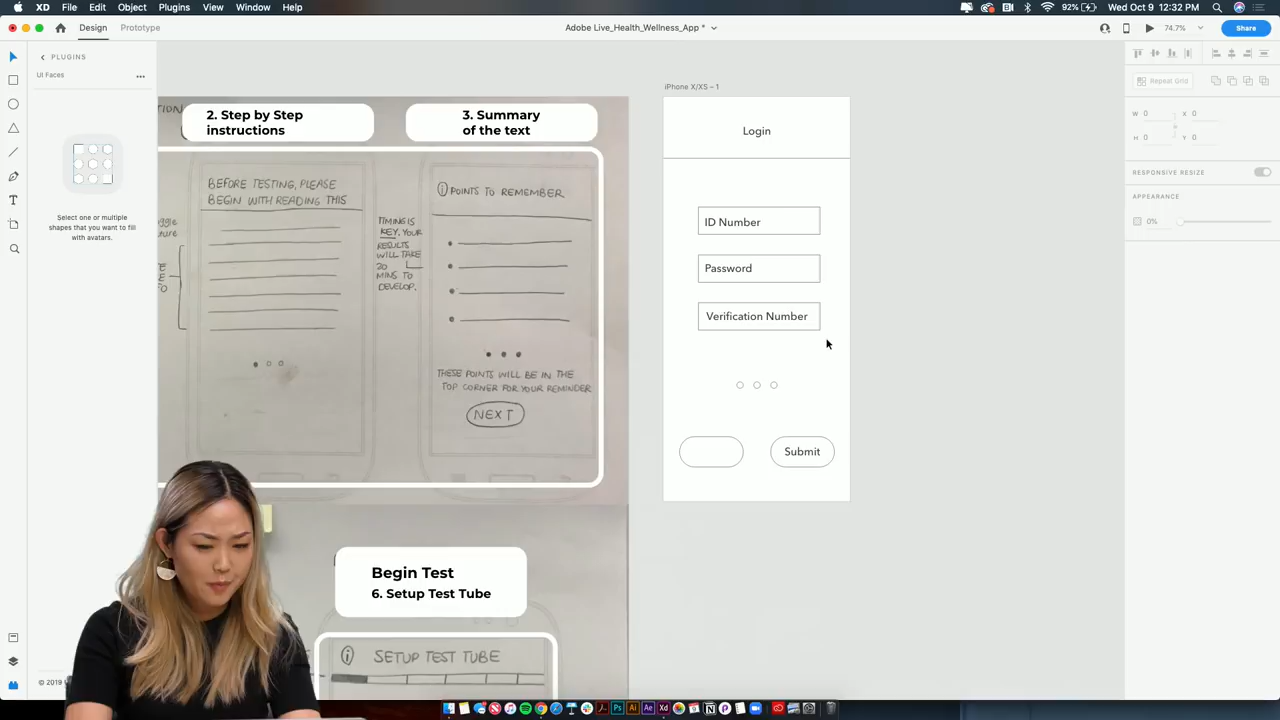 XD File Edit Object Plugins View Window Help
92% Wed Oct 9 12:32 PM
Design Prototype
Adobe Live_Health_Wellness_App *
74.7%
Share
PLUGINS
UI Faces
Select one or multiple
shapes that you want to fill
with avatars.
2. Step by Step
instructions
3. Summary
of the text
BEFORE TESTING, PLEASE
BEGIN WITH READING THIS
TIMING IS
KEY. YOUR
RESULTS
WILL TAKE
20
MINS TO
DEVELOP.
i POINTS TO REMEMBER
THESE POINTS WILL BE IN THE
TOP CORNER FOR YOUR REMINDER
NEXT
Begin Test
6. Setup Test Tube
i SETUP TEST TUBE
iPhone X/XS – 1
Login
ID Number
Password
Verification Number
Submit
Repeat Grid
W 0 X 0
H 0 Y 0
RESPONSIVE RESIZE
APPEARANCE
0%
© 2019 U